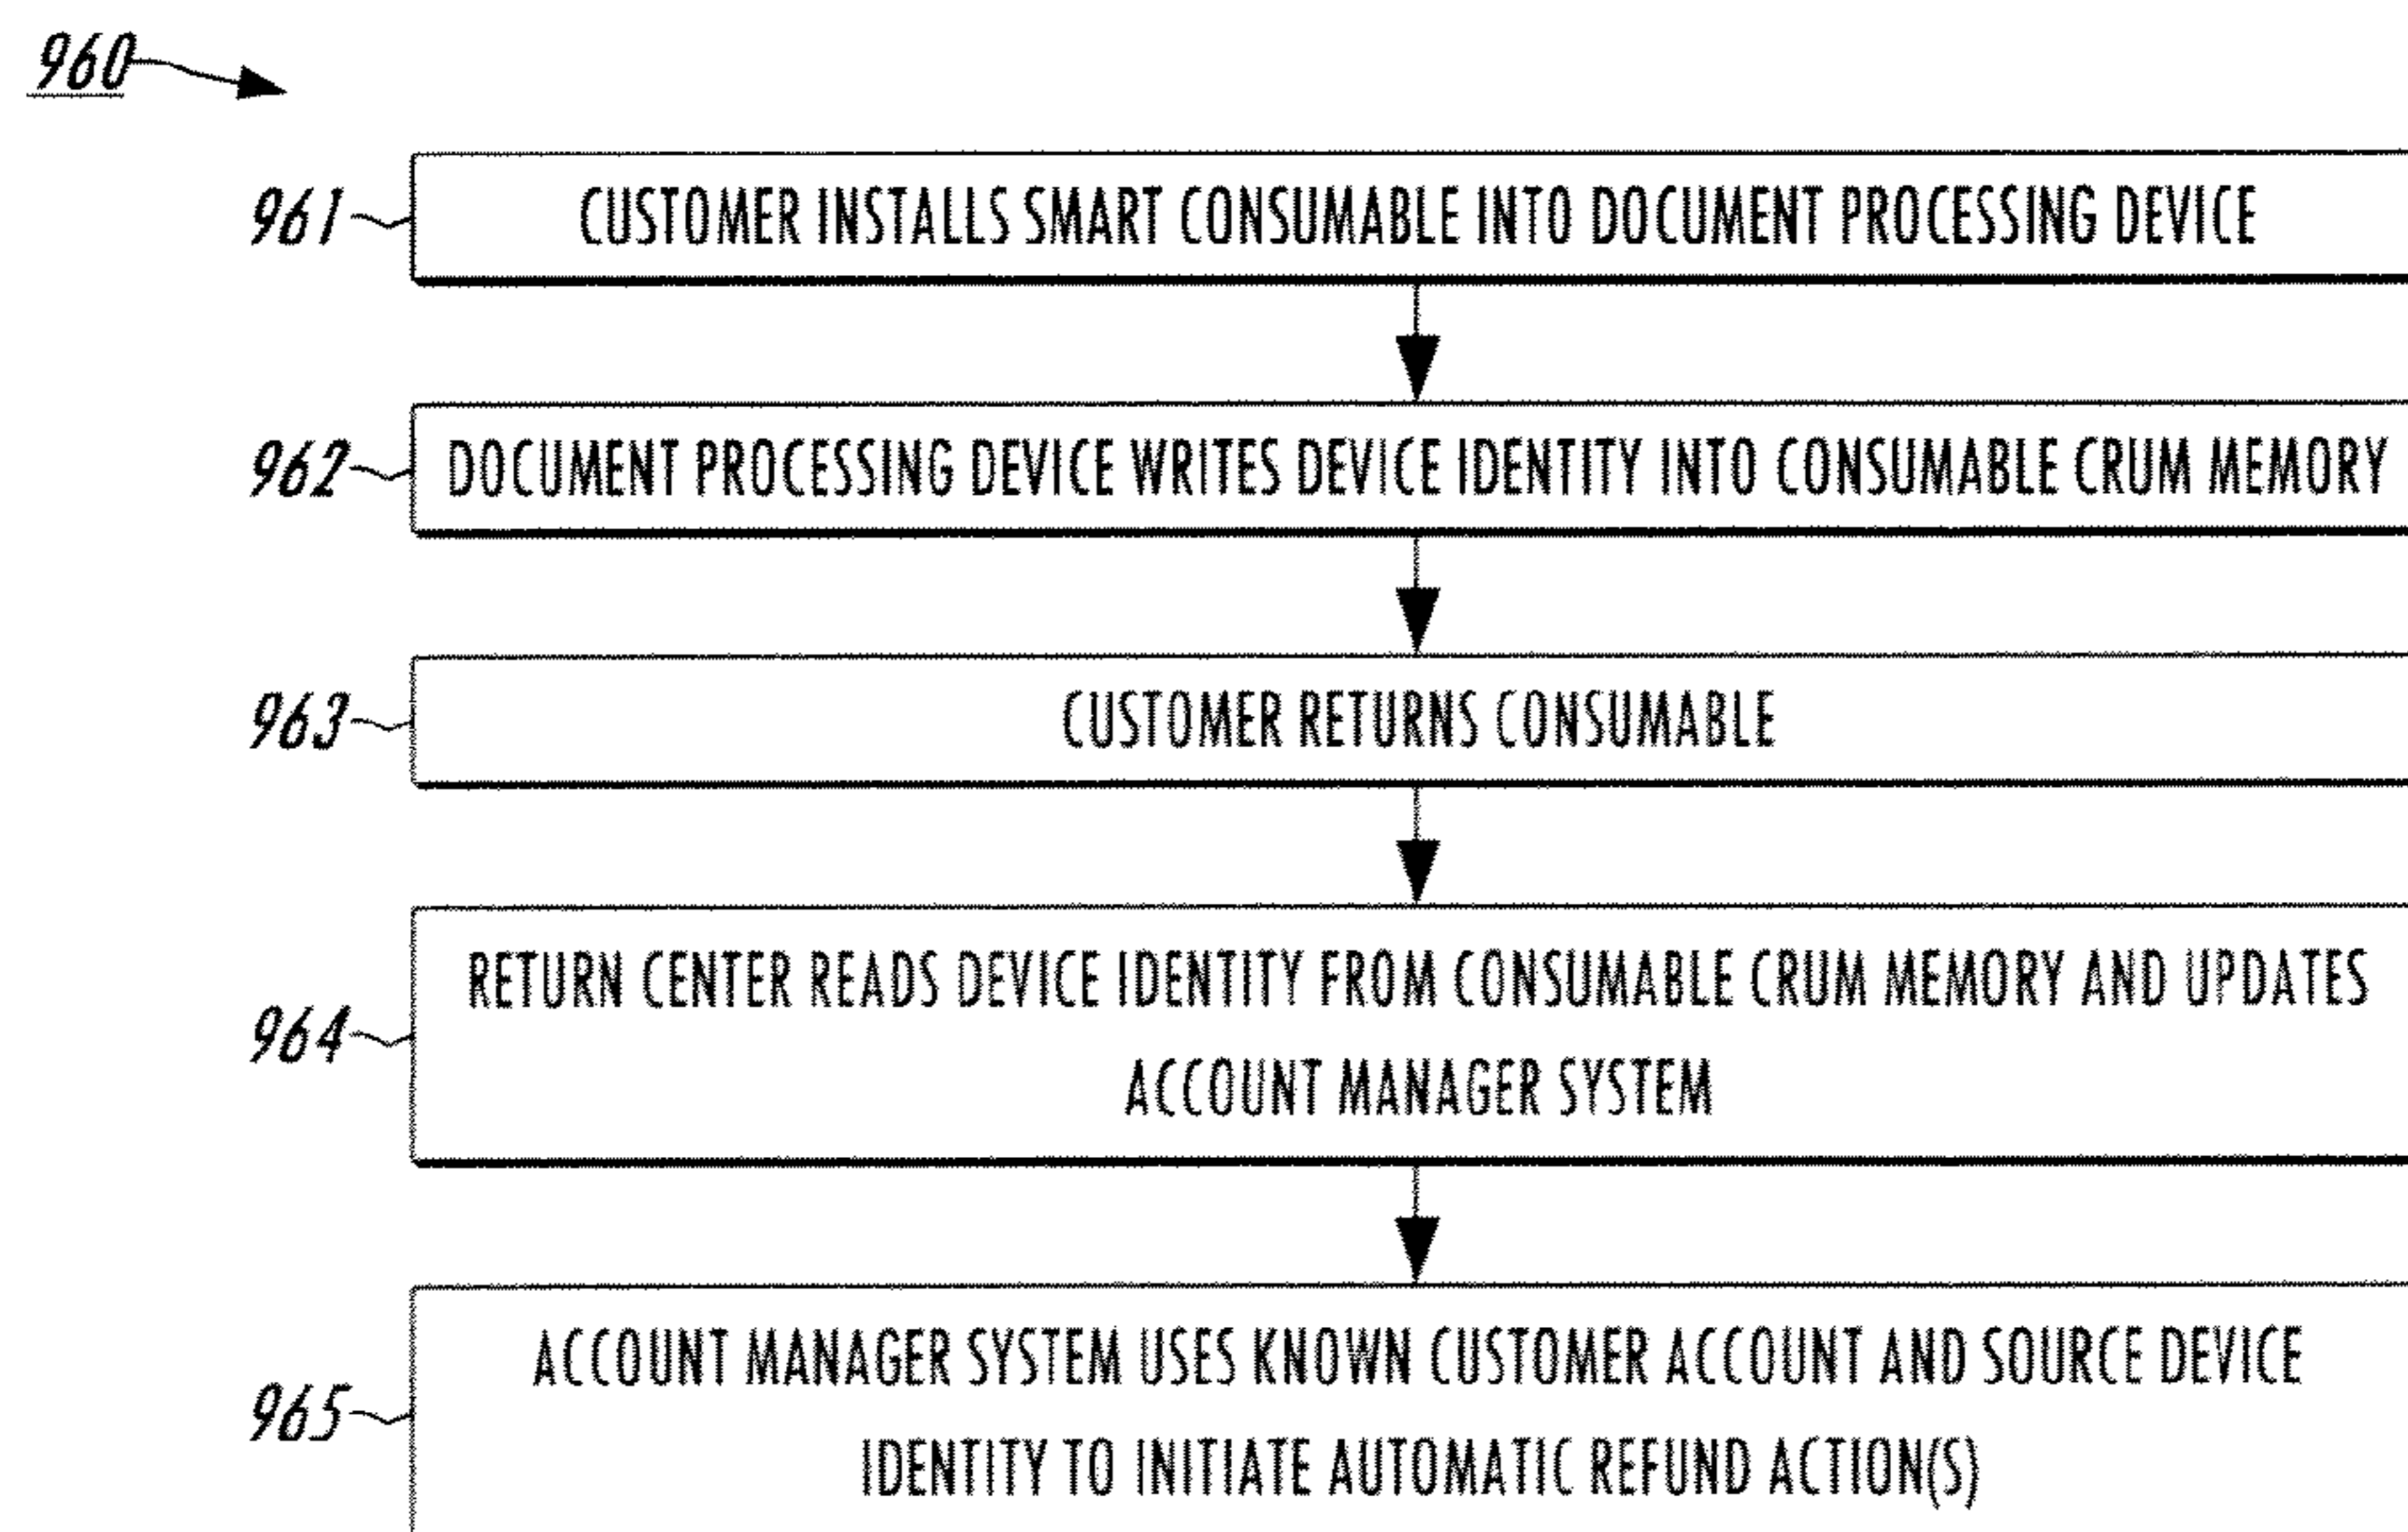 960
961 CUSTOMER INSTALLS SMART CONSUMABLE INTO DOCUMENT PROCESSING DEVICE
962 DOCUMENT PROCESSING DEVICE WRITES DEVICE IDENTITY INTO CONSUMABLE CRUM MEMORY
963 CUSTOMER RETURNS CONSUMABLE
RETURN CENTER READS DEVICE IDENTITY FROM CONSUMABLE CRUM MEMORY AND UPDATES
964
ACCOUNT MANAGER SYSTEM
ACCOUNT MANAGER SYSTEM USES KNOWN CUSTOMER ACCOUNT AND SOURCE DEVICE
965
IDENTITY TO INITIATE AUTOMATIC REFUND ACTION(S)